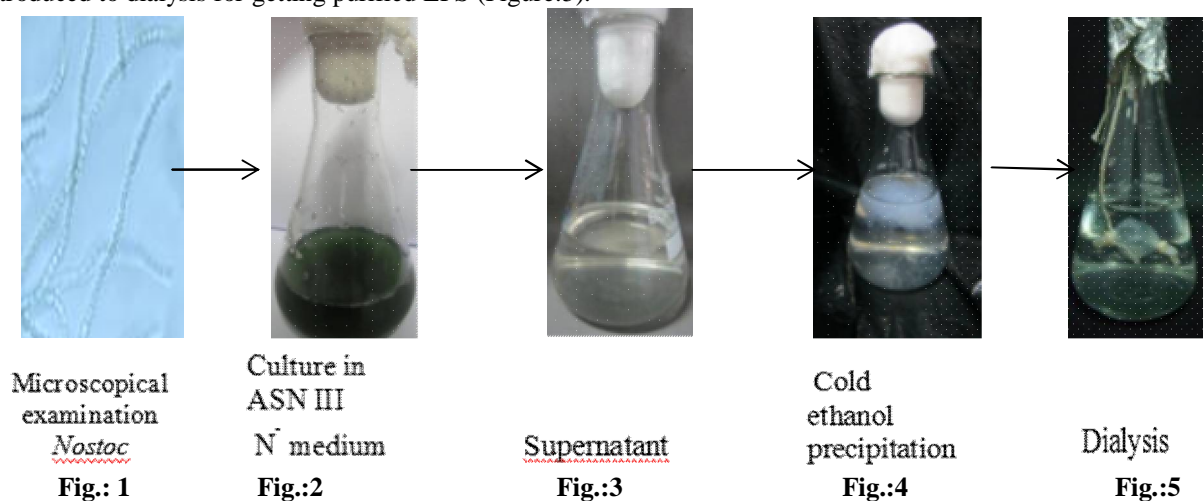 troduced to dialysis for getting purified EPS (Figure.5).
Microscopical
examination
Nostoc
Fig.: 1
Culture in
ASN III
N⁻ medium
Fig.:2
Supernatant
Fig.:3
Cold
ethanol
precipitation
Fig.:4
Dialysis
Fig.:5